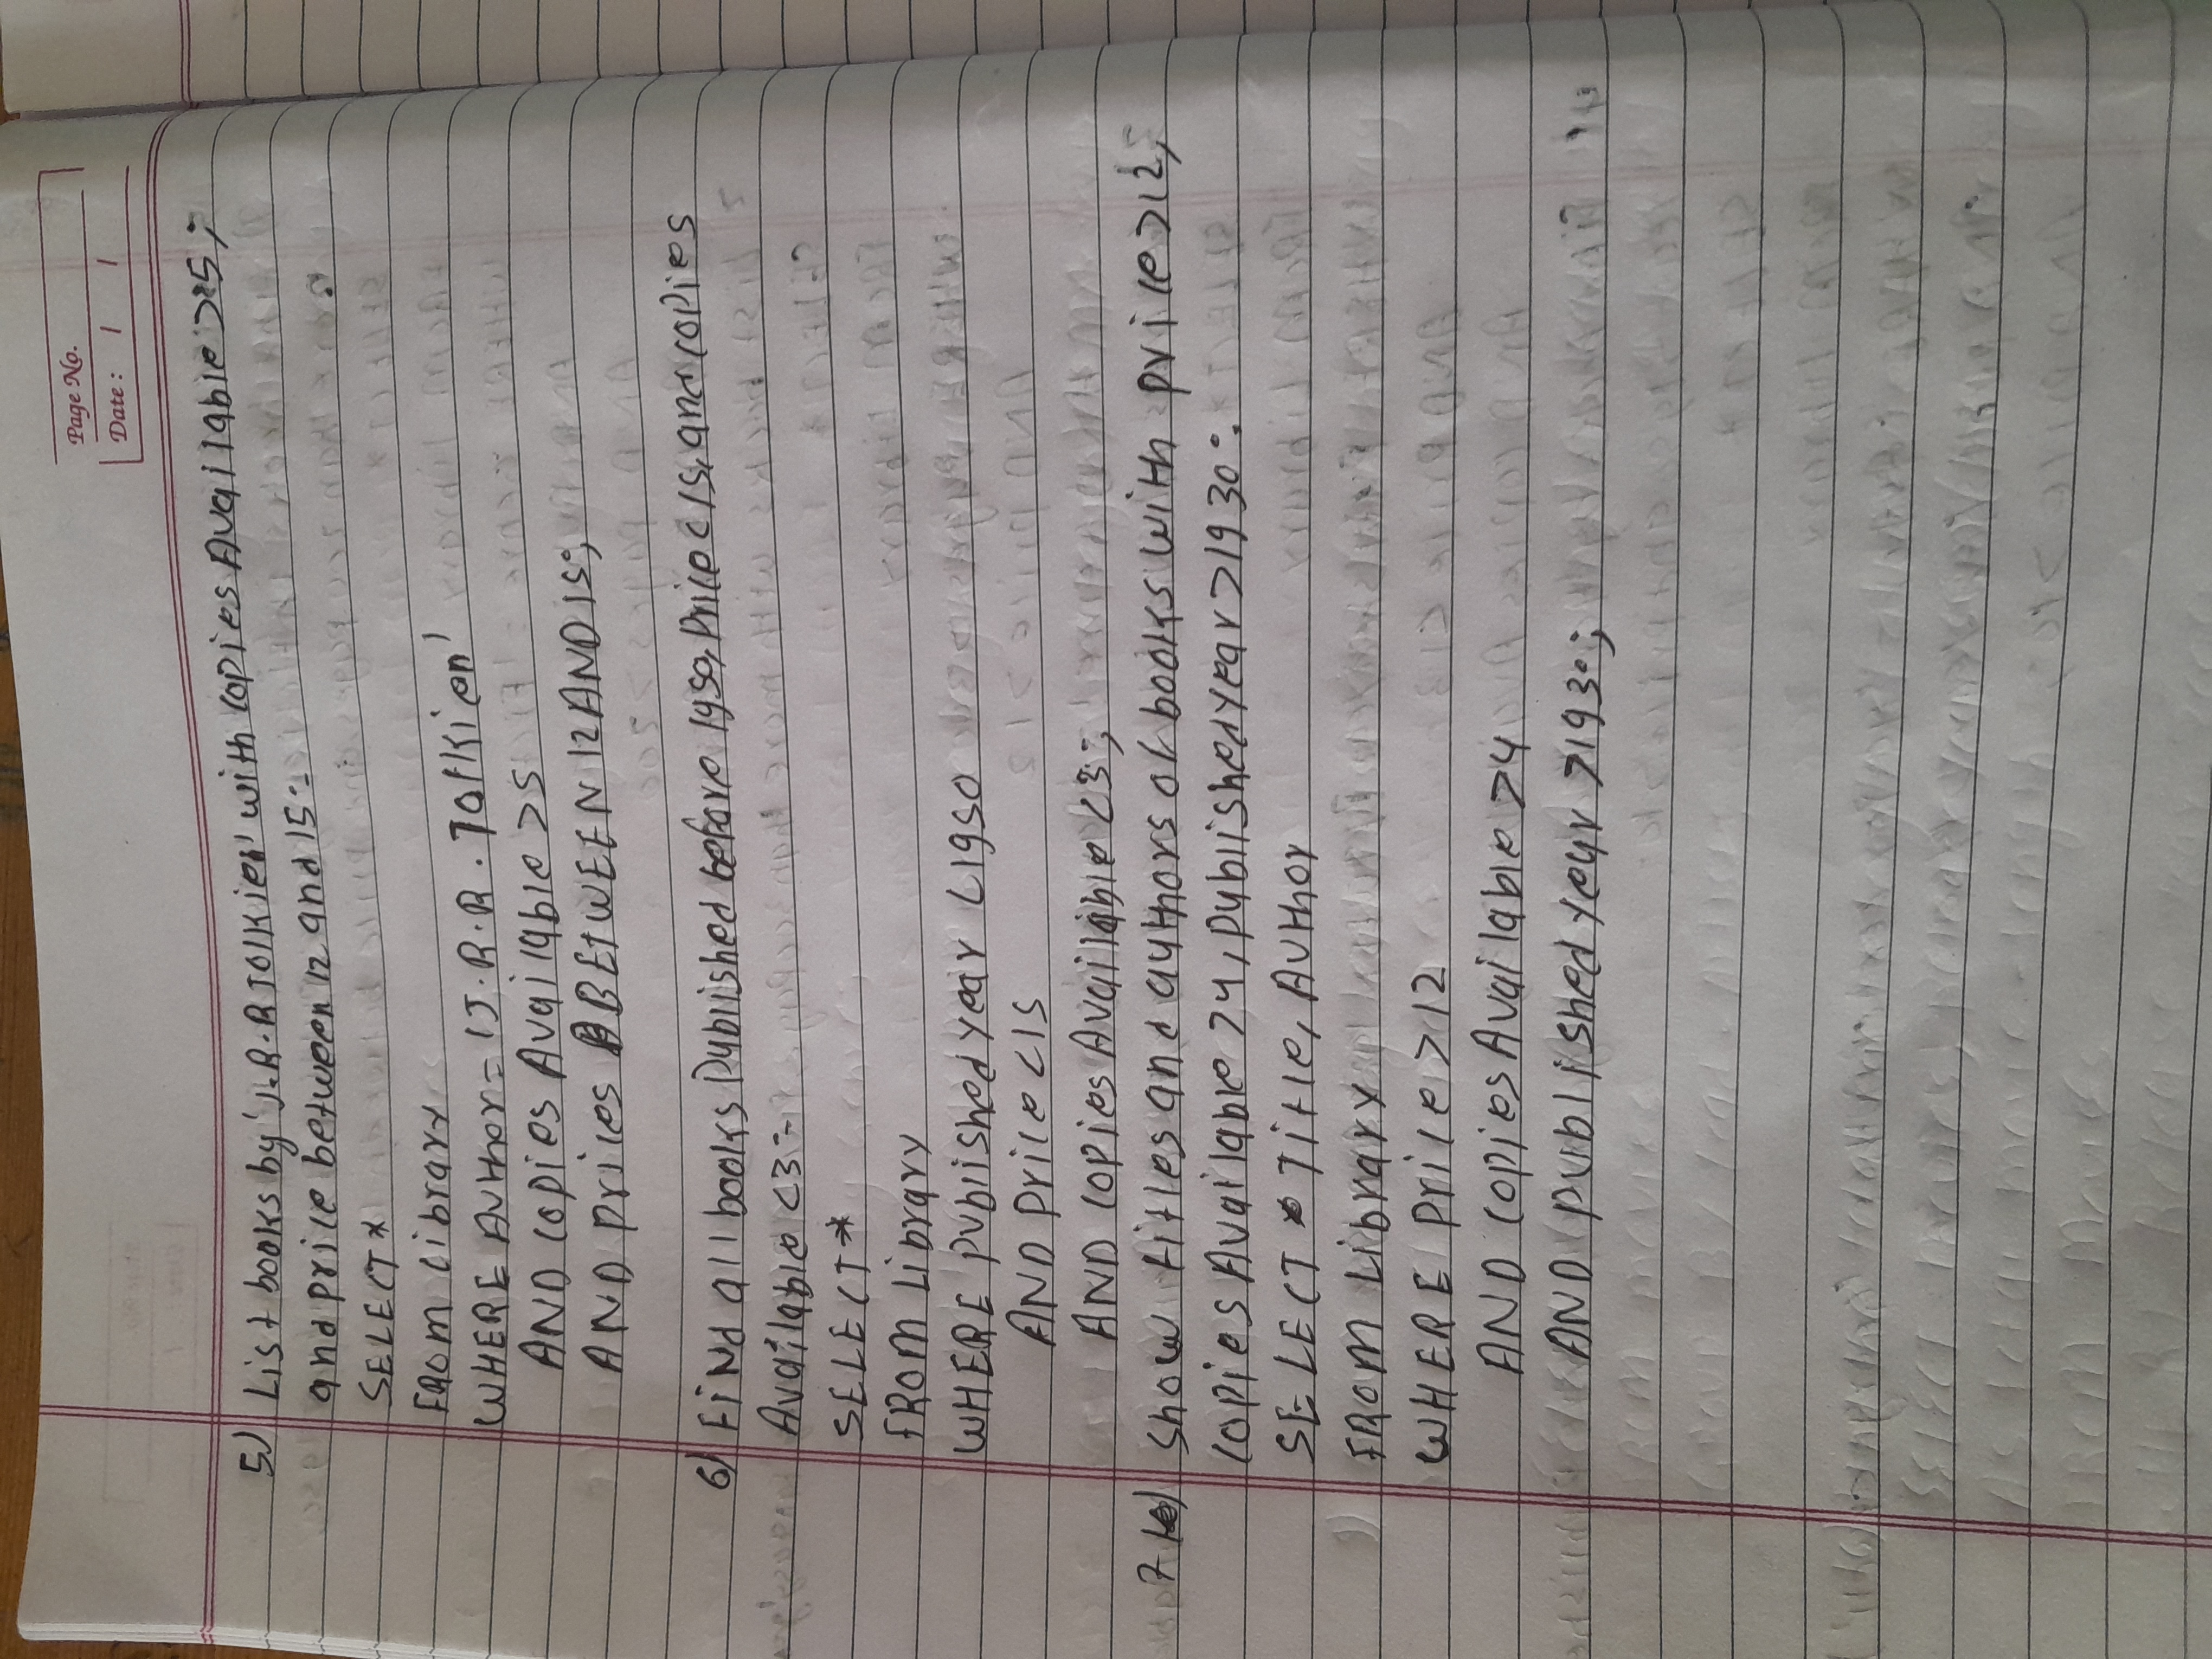 Page No.
Date : / /
5) List books by 'J.R.R Tolkien' with copies Available >5;
and price between 12 and 15:-
SELECT *
FROM Library
WHERE Author = 'J.R.R. Tolkien'
AND copies Available >5
AND prices BETWEEN 12 AND 15;
6) Find all books Published before 1950, Price <15, and copies
Available <3:-
SELECT *
FROM Library
WHERE Published year <1950
AND Price <15
AND copies Available <3;
7) Show titles and authors of books with price >12,
copies Available >4, Published year >1930:
SELECT Title, Author
FROM Library
WHERE Price >12
AND copies Available >4
AND Published year >1930;